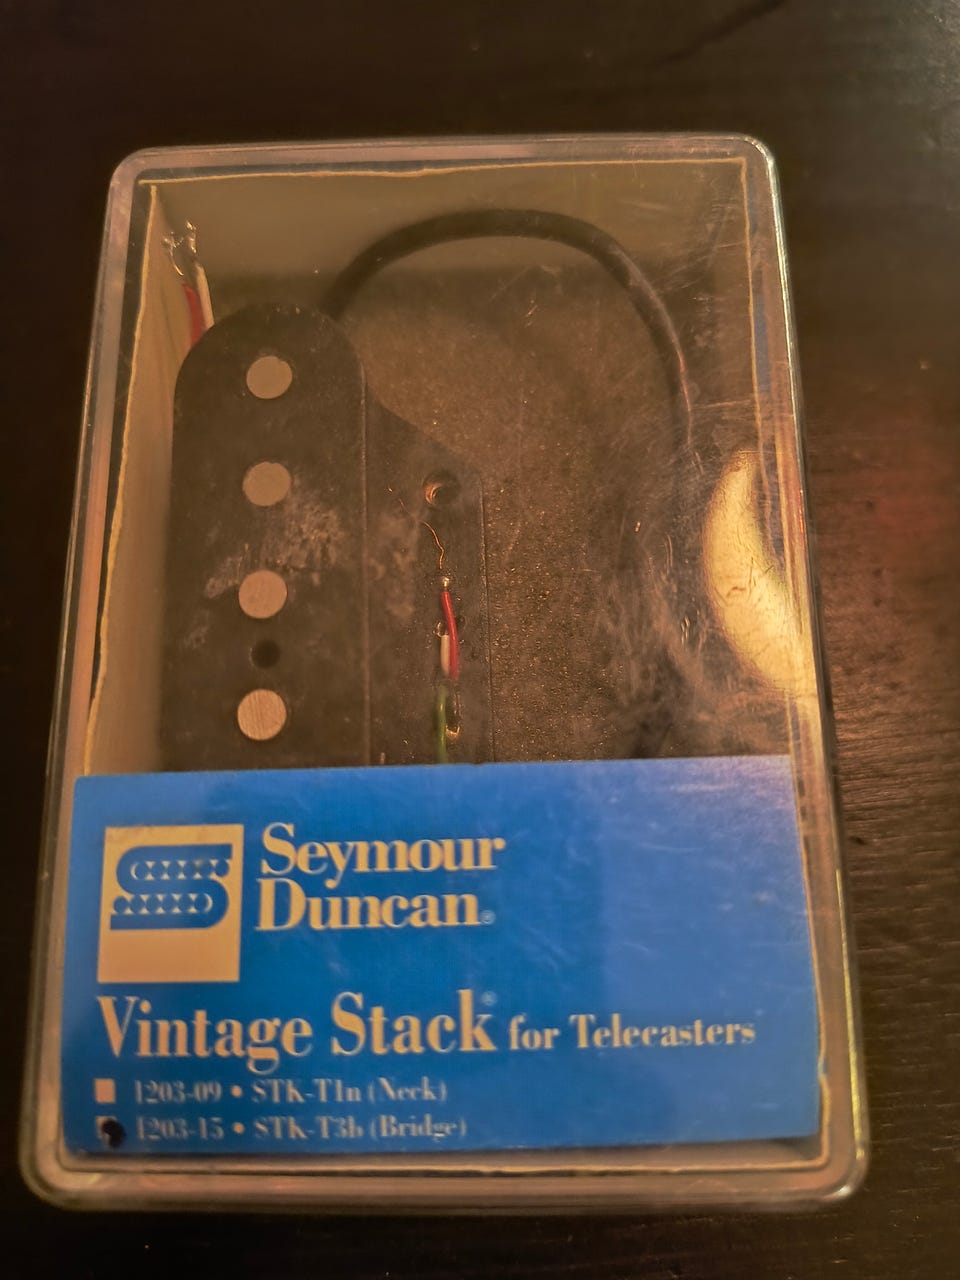 Seymour
Duncan®
Vintage Stack® for Telecasters
1203-09 • STK-T1n (Neck)
1203-15 • STK-T3b (Bridge)